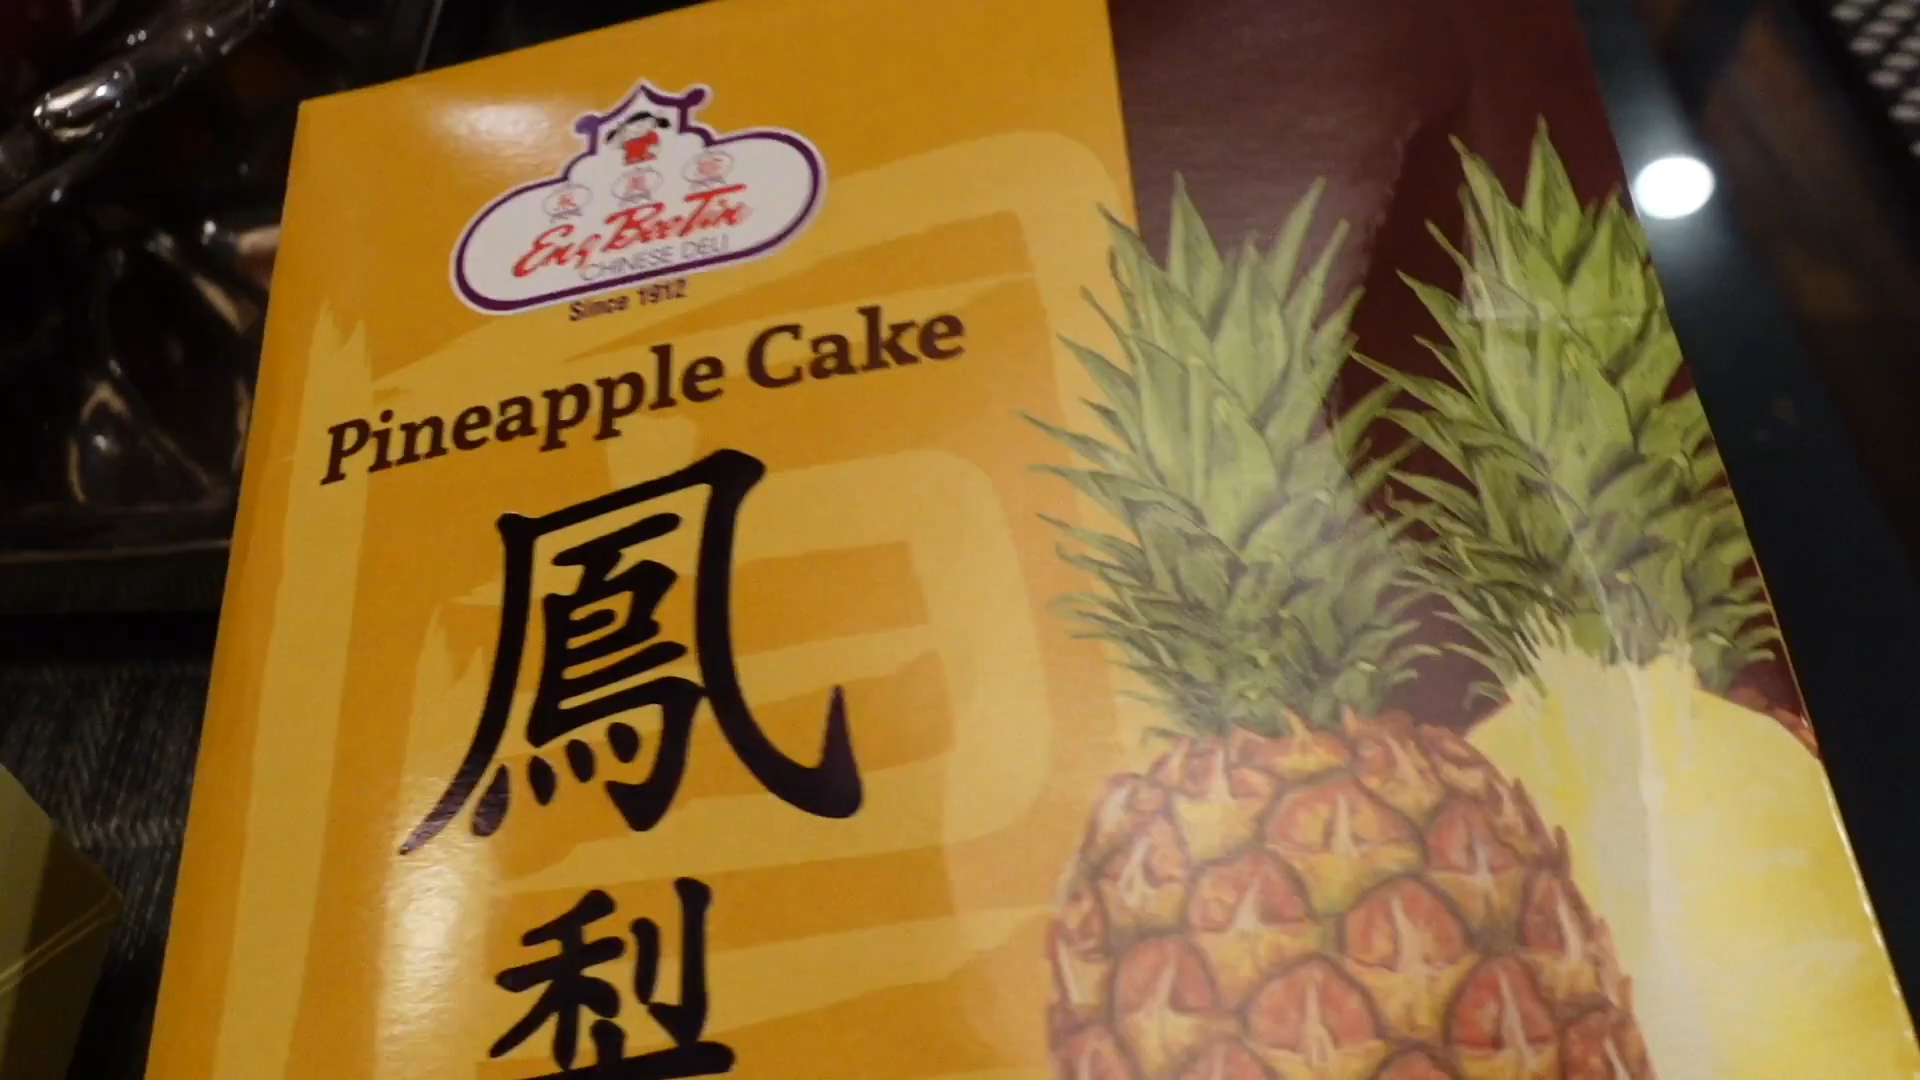 Eng Bee Tin
CHINESE DELI
Since 1912
Pineapple Cake
鳳
梨